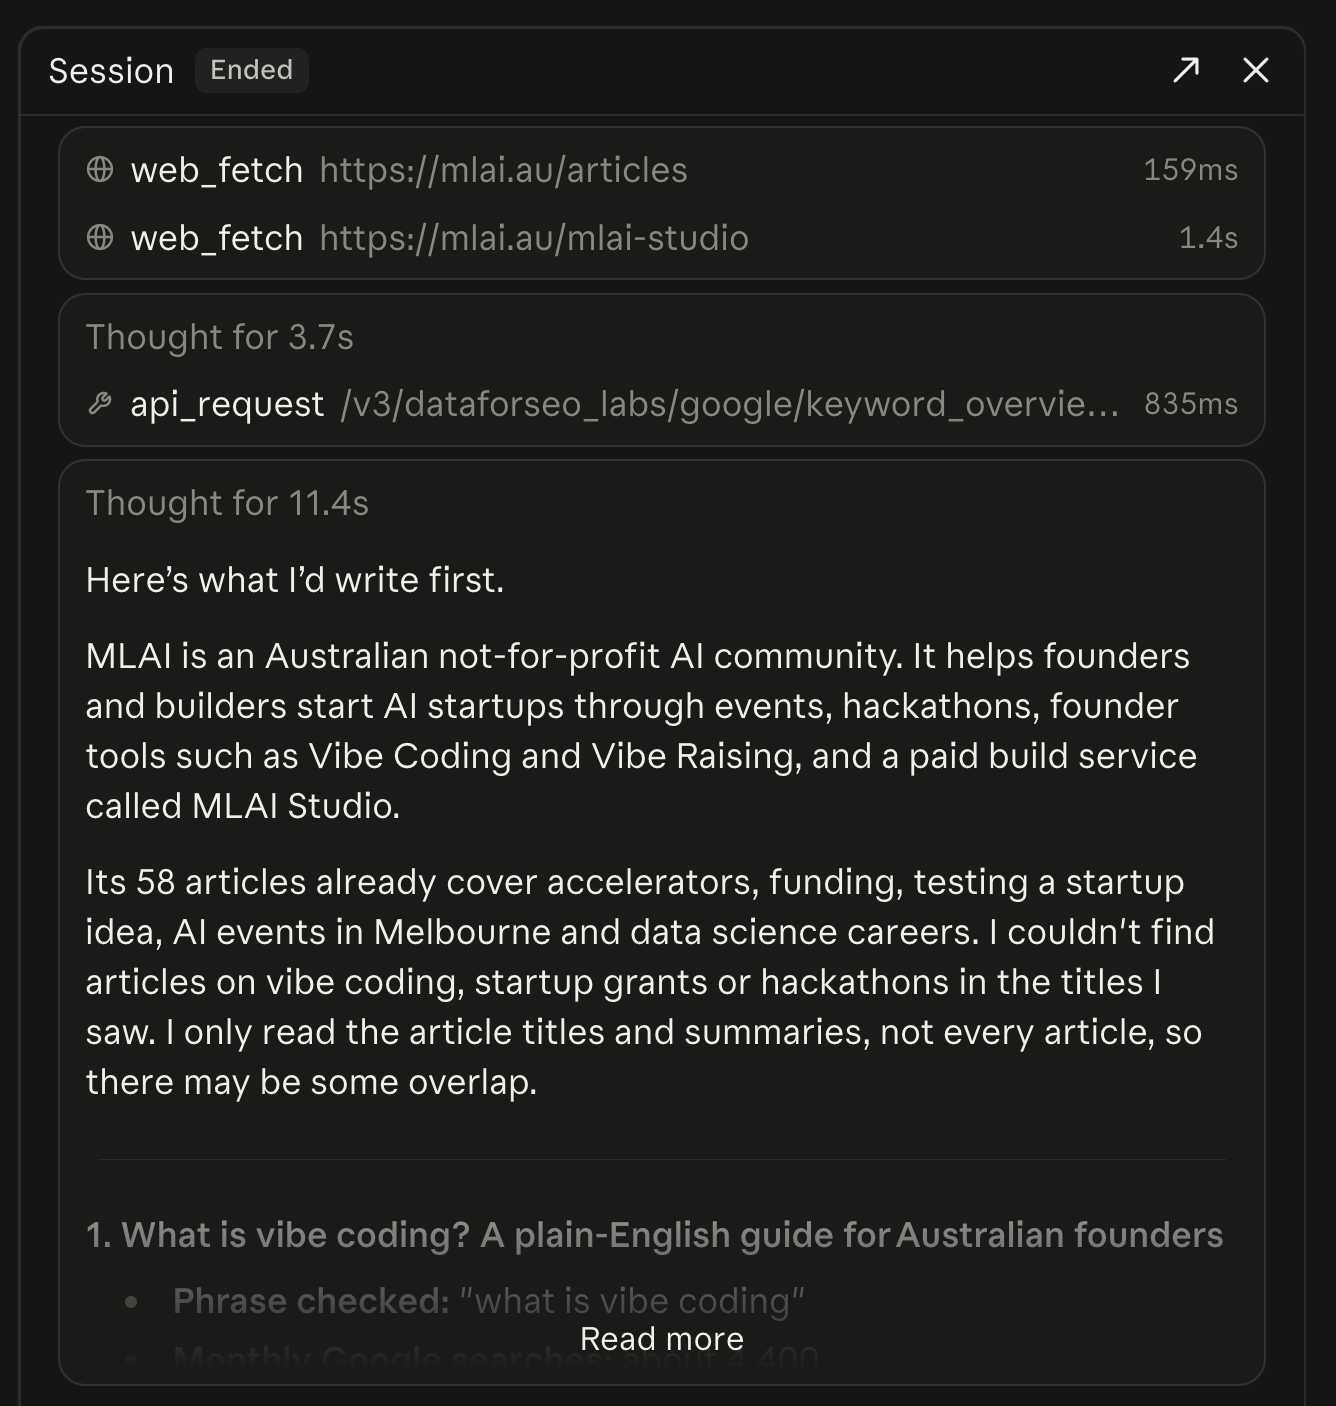 Session Ended
web_fetch https://mlai.au/articles 159ms
web_fetch https://mlai.au/mlai-studio 1.4s
Thought for 3.7s
api_request /v3/dataforseo_labs/google/keyword_overvie... 835ms
Thought for 11.4s
Here’s what I’d write first.
MLAI is an Australian not-for-profit AI community. It helps founders
and builders start AI startups through events, hackathons, founder
tools such as Vibe Coding and Vibe Raising, and a paid build service
called MLAI Studio.
Its 58 articles already cover accelerators, funding, testing a startup
idea, AI events in Melbourne and data science careers. I couldn't find
articles on vibe coding, startup grants or hackathons in the titles I
saw. I only read the article titles and summaries, not every article, so
there may be some overlap.
1. What is vibe coding? A plain-English guide for Australian founders
• Phrase checked: "what is vibe coding"
Read more
• Monthly Google searches: about 4,400